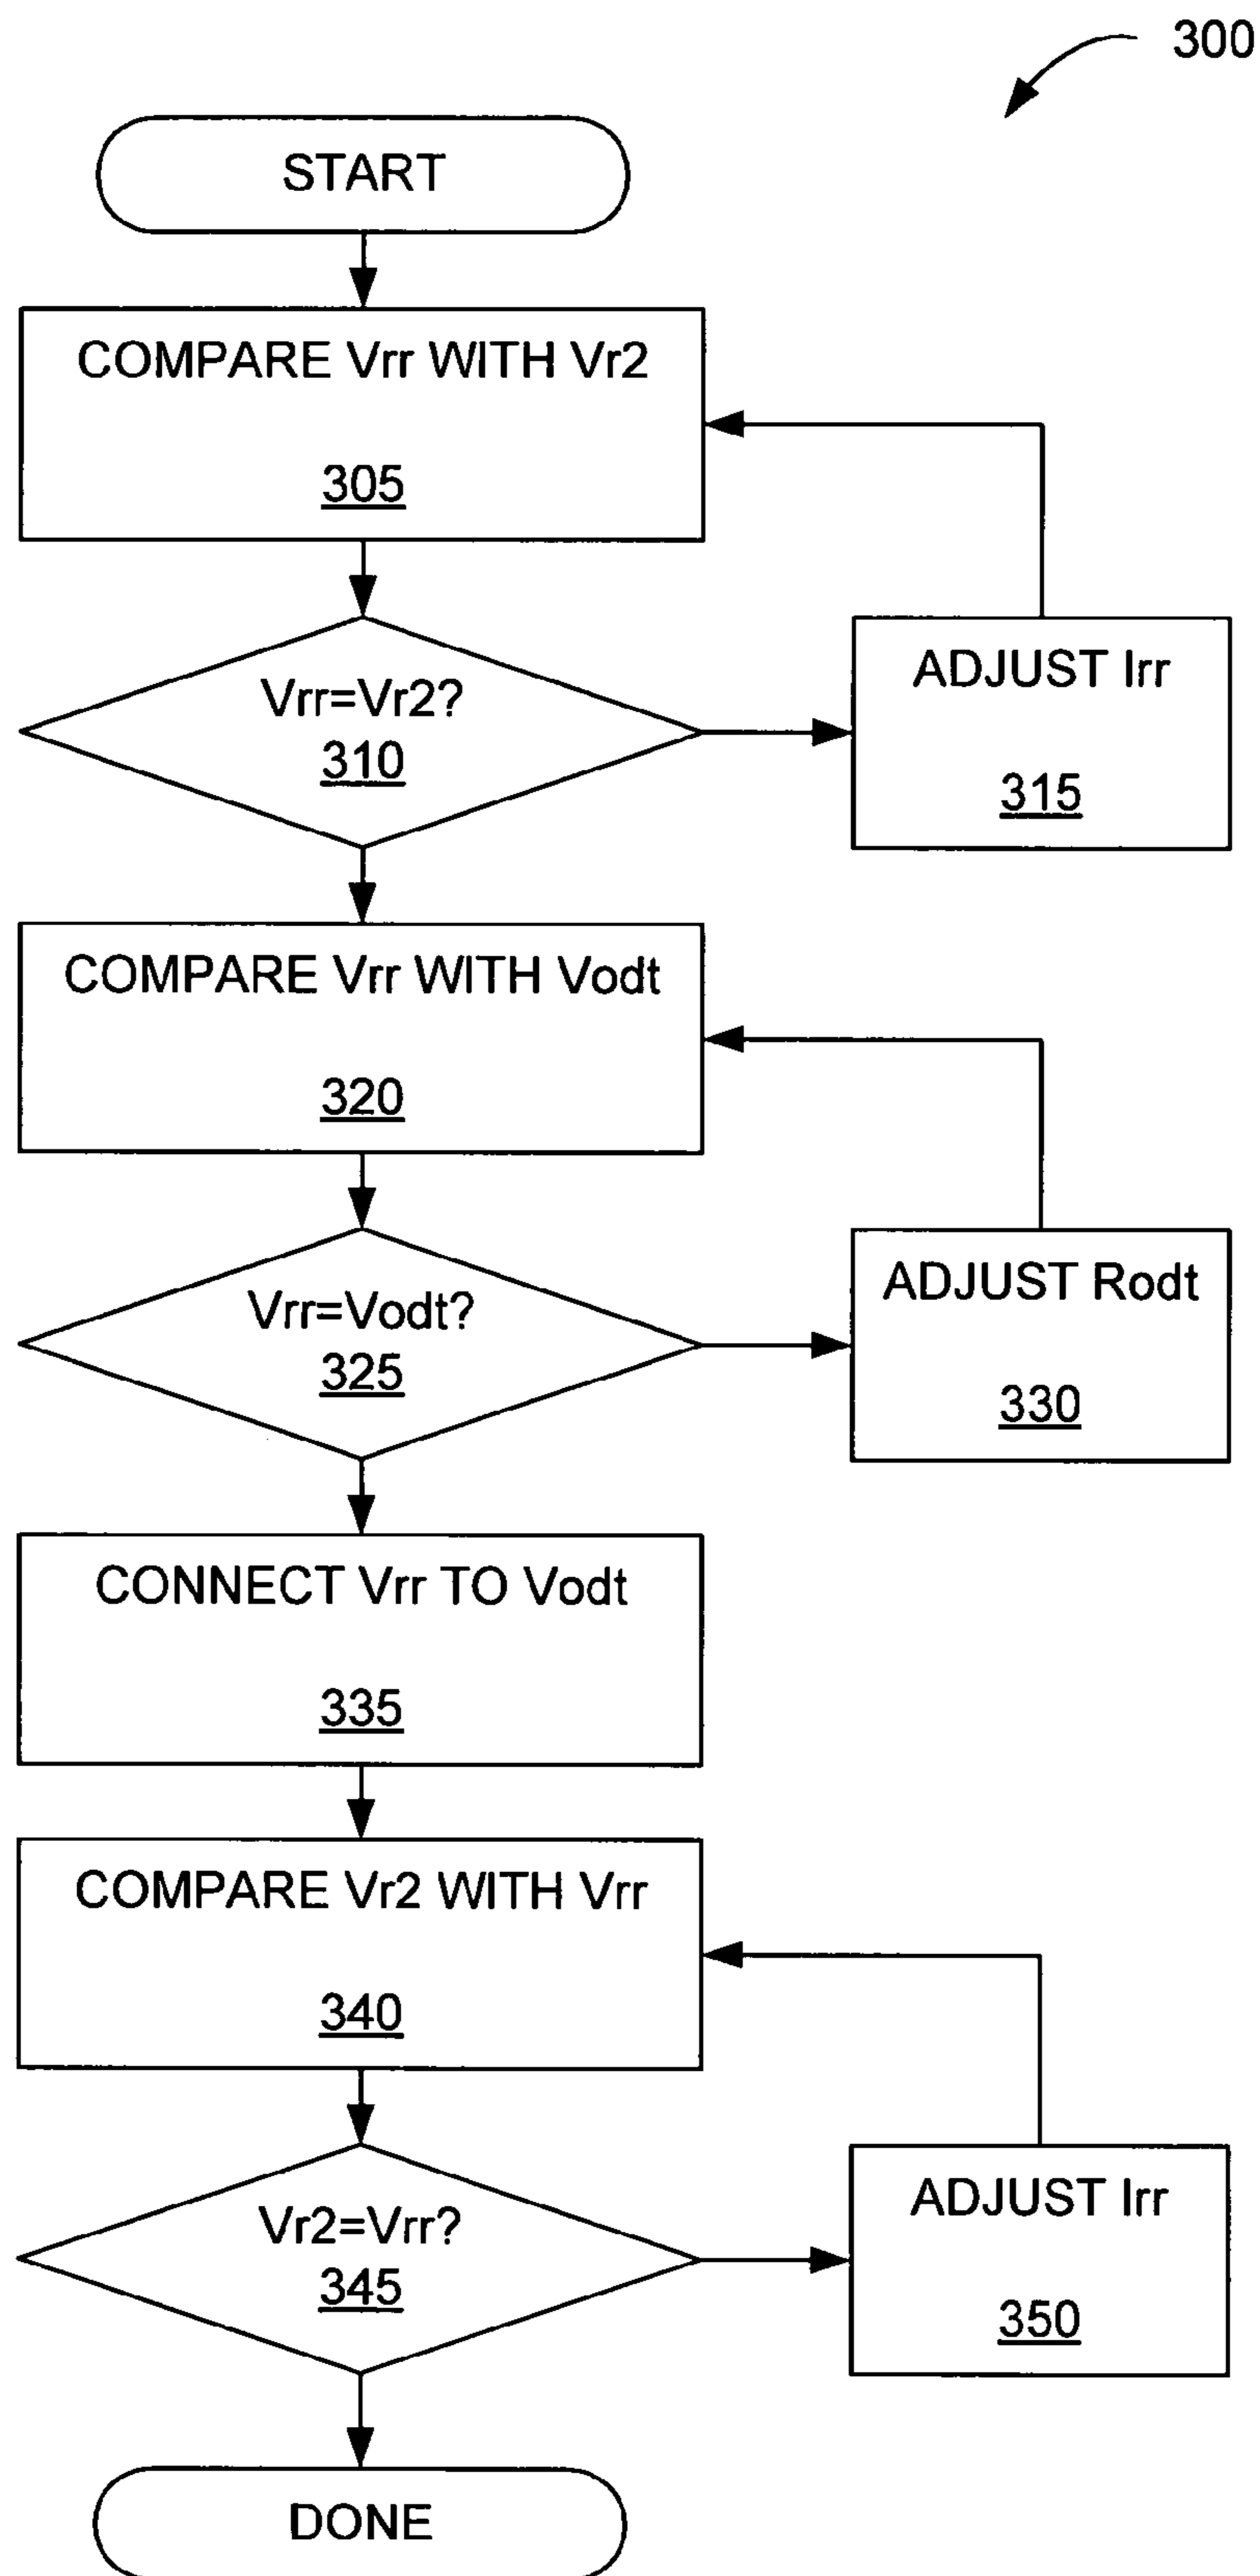 300
START
COMPARE Vrr WITH Vr2
305
Vrr=Vr2?
310
ADJUST Irr
315
COMPARE Vrr WITH Vodt
320
Vrr=Vodt?
325
ADJUST Rodt
330
CONNECT Vrr TO Vodt
335
COMPARE Vr2 WITH Vrr
340
Vr2=Vrr?
345
ADJUST Irr
350
DONE